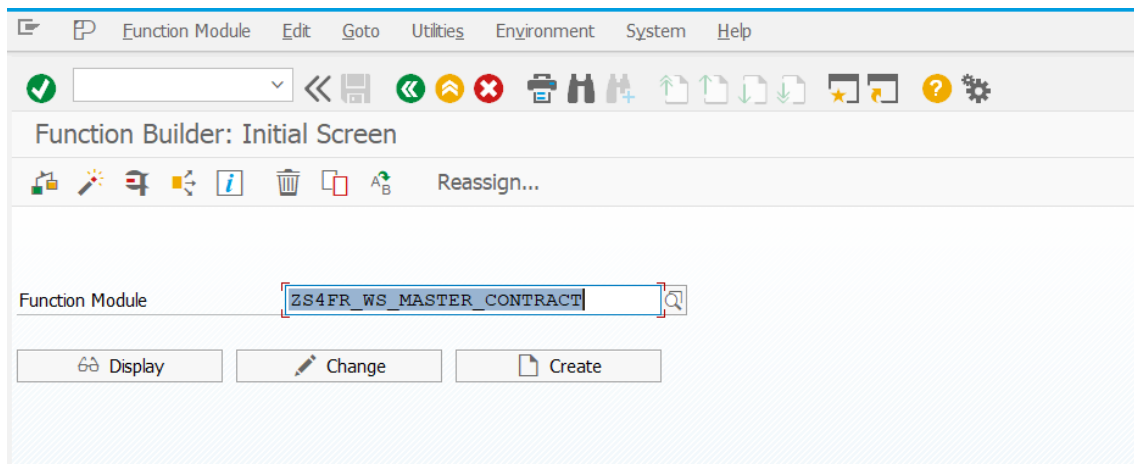 Function Module Edit Goto Utilities Environment System Help
Function Builder: Initial Screen
i A B Reassign...
Function Module ZS4FR_WS_MASTER_CONTRACT
Display Change Create